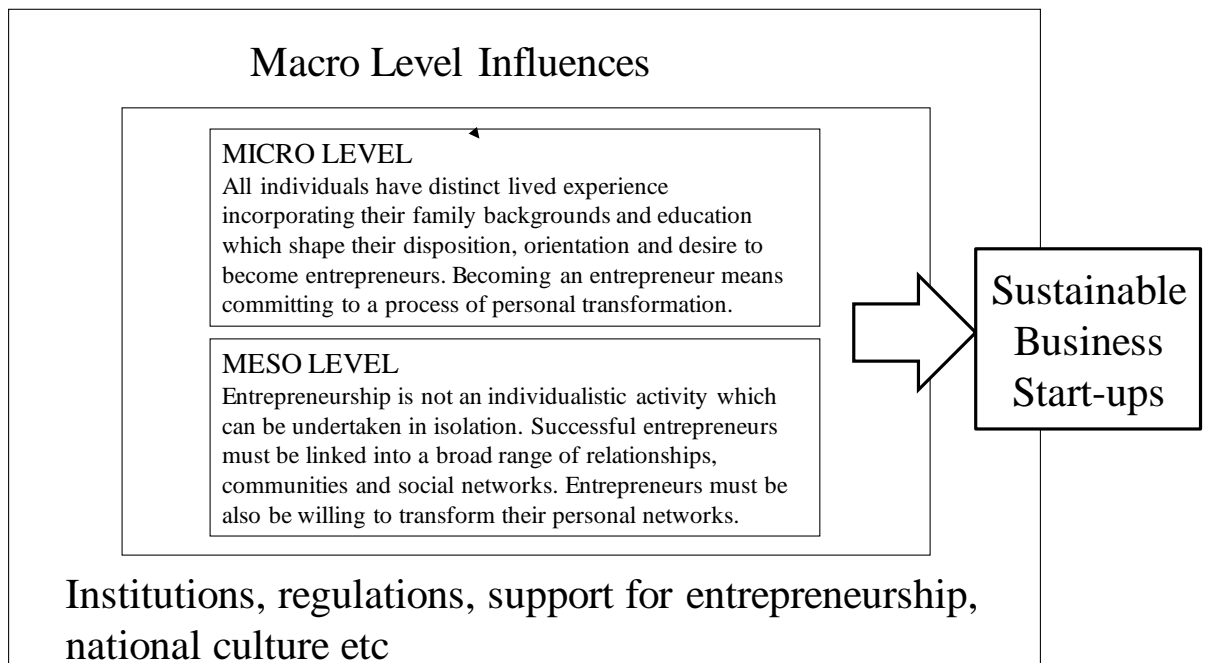 Macro Level Influences
MICRO LEVEL
All individuals have distinct lived experience
incorporating their family backgrounds and education
which shape their disposition, orientation and desire to
become entrepreneurs. Becoming an entrepreneur means
committing to a process of personal transformation.
MESO LEVEL
Entrepreneurship is not an individualistic activity which
can be undertaken in isolation. Successful entrepreneurs
must be linked into a broad range of relationships,
communities and social networks. Entrepreneurs must be
also be willing to transform their personal networks.
Sustainable
Business
Start-ups
Institutions, regulations, support for entrepreneurship,
national culture etc